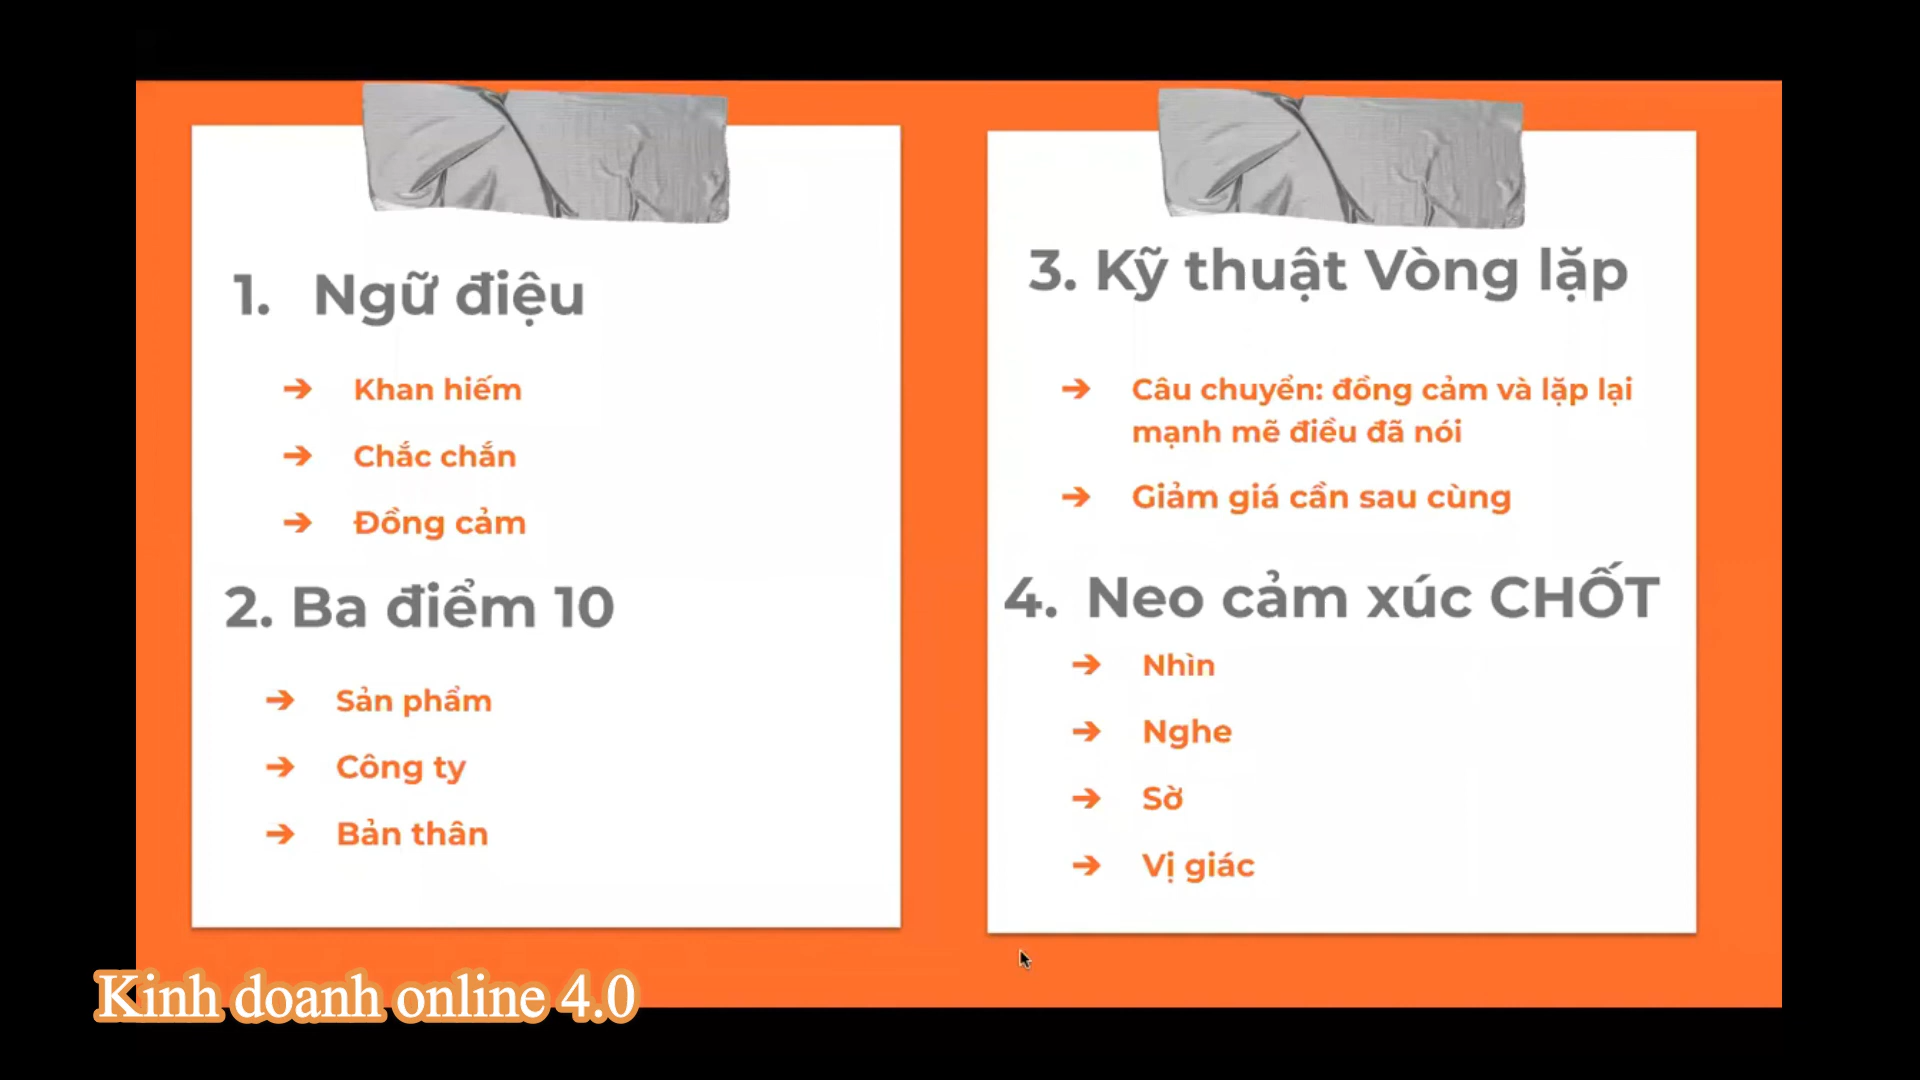 1. Ngữ điệu
➔ Khan hiếm
➔ Chắc chắn
➔ Đồng cảm
2. Ba điểm 10
➔ Sản phẩm
➔ Công ty
➔ Bản thân
3. Kỹ thuật Vòng lặp
➔ Câu chuyển: đồng cảm và lặp lại
mạnh mẽ điều đã nói
➔ Giảm giá cần sau cùng
4. Neo cảm xúc CHỐT
➔ Nhìn
➔ Nghe
➔ Sờ
➔ Vị giác
Kinh doanh online 4.0